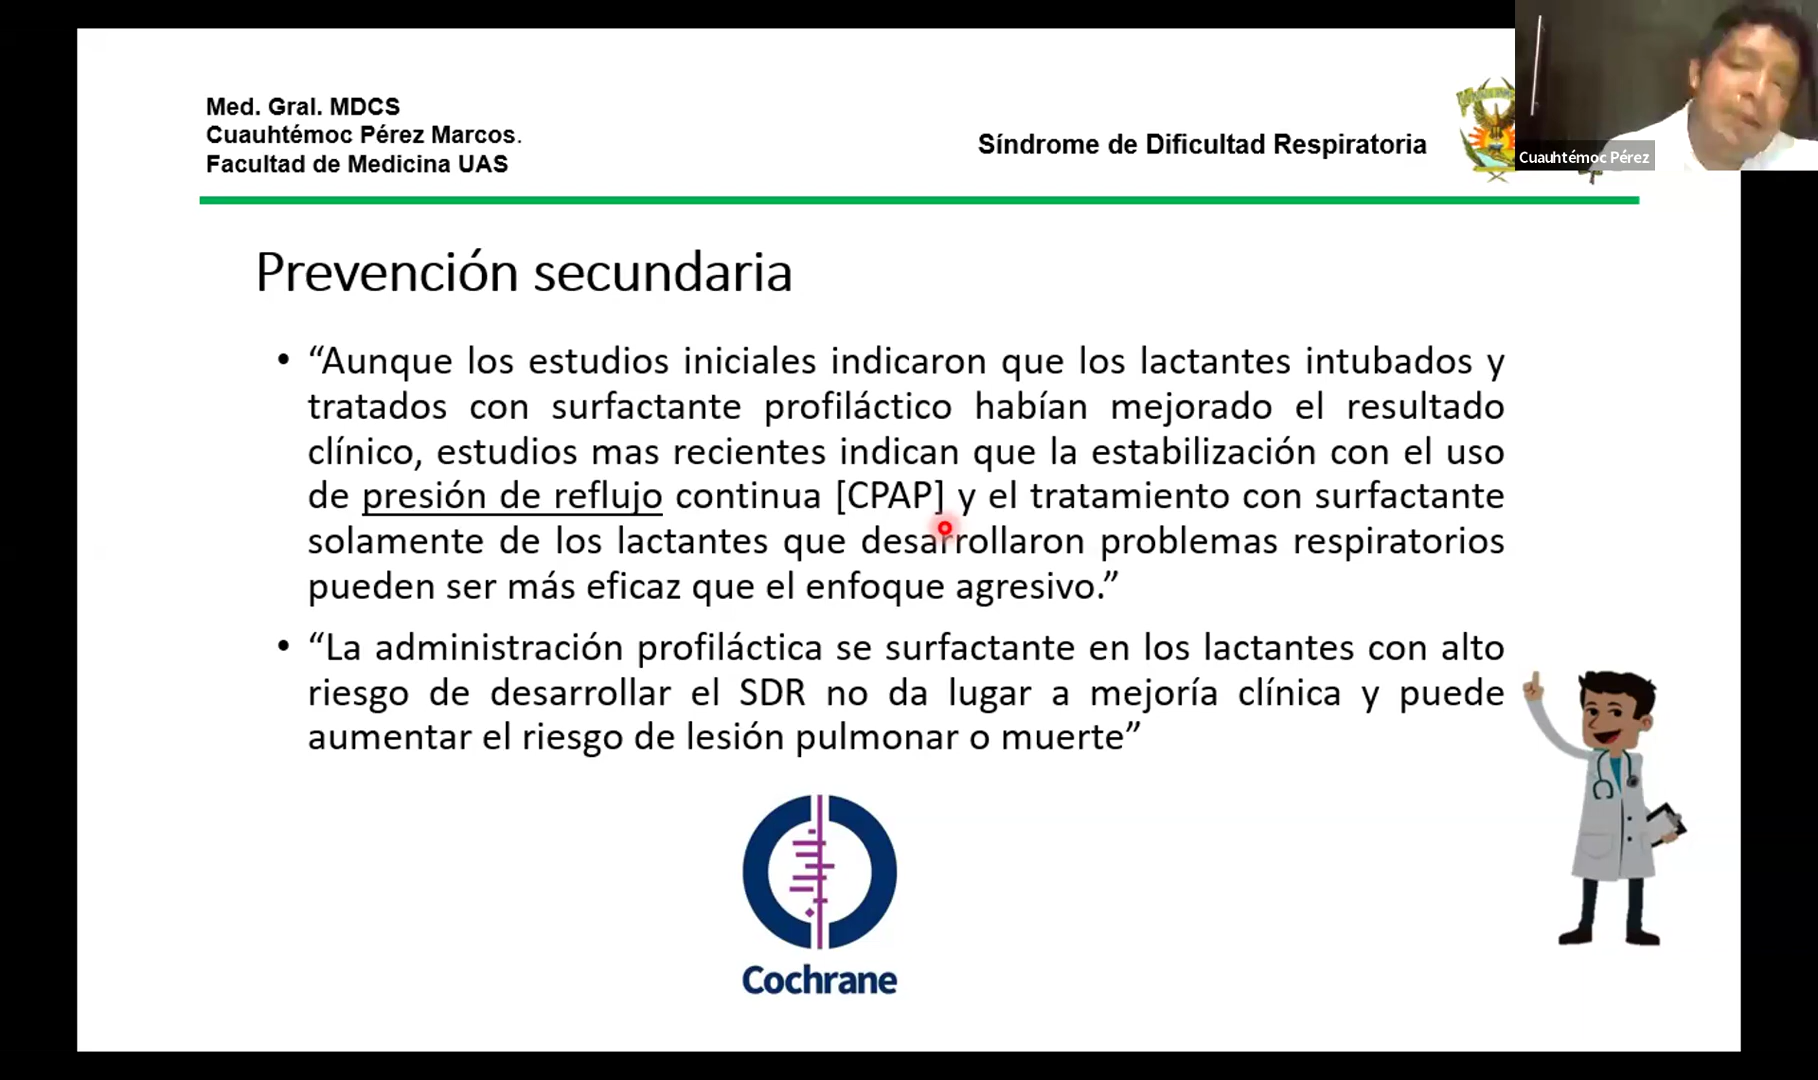 Med. Gral. MDCS
Cuauhtémoc Pérez Marcos.
Facultad de Medicina UAS
Síndrome de Dificultad Respiratoria
Cuauhtémoc Pérez
Prevención secundaria
• “Aunque los estudios iniciales indicaron que los lactantes intubados y
tratados con surfactante profiláctico habían mejorado el resultado
clínico, estudios mas recientes indican que la estabilización con el uso
de presión de reflujo continua [CPAP] y el tratamiento con surfactante
solamente de los lactantes que desarrollaron problemas respiratorios
pueden ser más eficaz que el enfoque agresivo.”
• “La administración profiláctica se surfactante en los lactantes con alto
riesgo de desarrollar el SDR no da lugar a mejoría clínica y puede
aumentar el riesgo de lesión pulmonar o muerte”
Cochrane